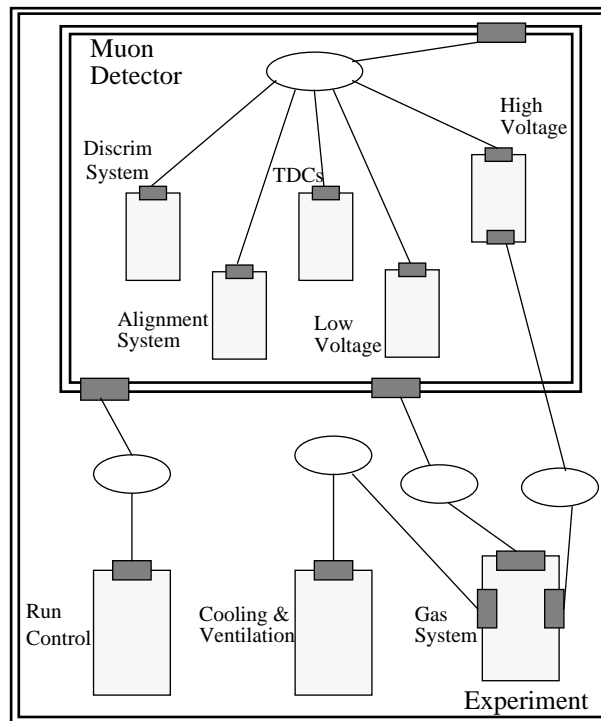 Muon
Detector
High
Voltage
Discrim
System
TDCs
Alignment
System
Low
Voltage
Run
Control
Cooling &
Ventilation
Gas
System
Experiment